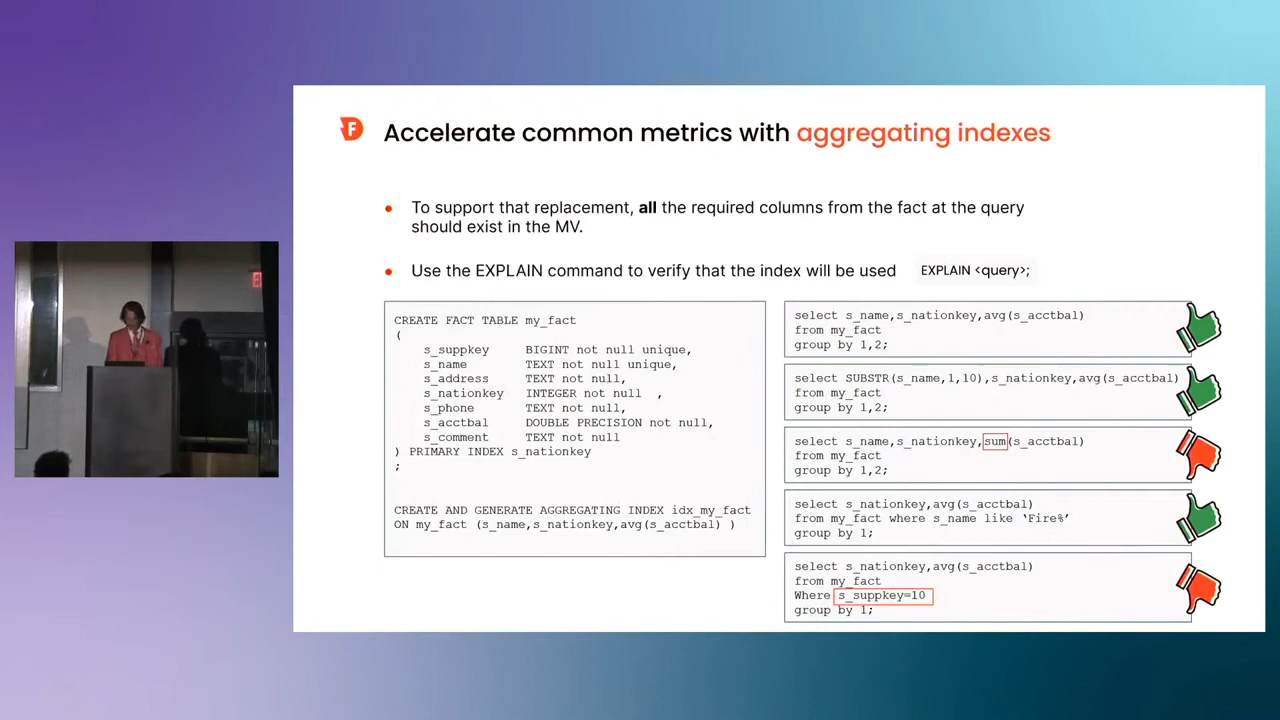 F
Accelerate common metrics with aggregating indexes
• To support that replacement, all the required columns from the fact at the query
should exist in the MV.
• Use the EXPLAIN command to verify that the index will be used
EXPLAIN <query>;
CREATE FACT TABLE my_fact
(
s_suppkey BIGINT not null unique,
s_name TEXT not null unique,
s_address TEXT not null,
s_nationkey INTEGER not null ,
s_phone TEXT not null,
s_acctbal DOUBLE PRECISION not null,
s_comment TEXT not null
) PRIMARY INDEX s_nationkey
;
CREATE AND GENERATE AGGREGATING INDEX idx_my_fact
ON my_fact (s_name,s_nationkey,avg(s_acctbal) )
select s_name,s_nationkey,avg(s_acctbal)
from my_fact
group by 1,2;
select SUBSTR(s_name,1,10),s_nationkey,avg(s_acctbal)
from my_fact
group by 1,2;
select s_name,s_nationkey,sum(s_acctbal)
from my_fact
group by 1,2;
select s_nationkey,avg(s_acctbal)
from my_fact where s_name like ‘Fire%’
group by 1;
select s_nationkey,avg(s_acctbal)
from my_fact
Where s_suppkey=10
group by 1;